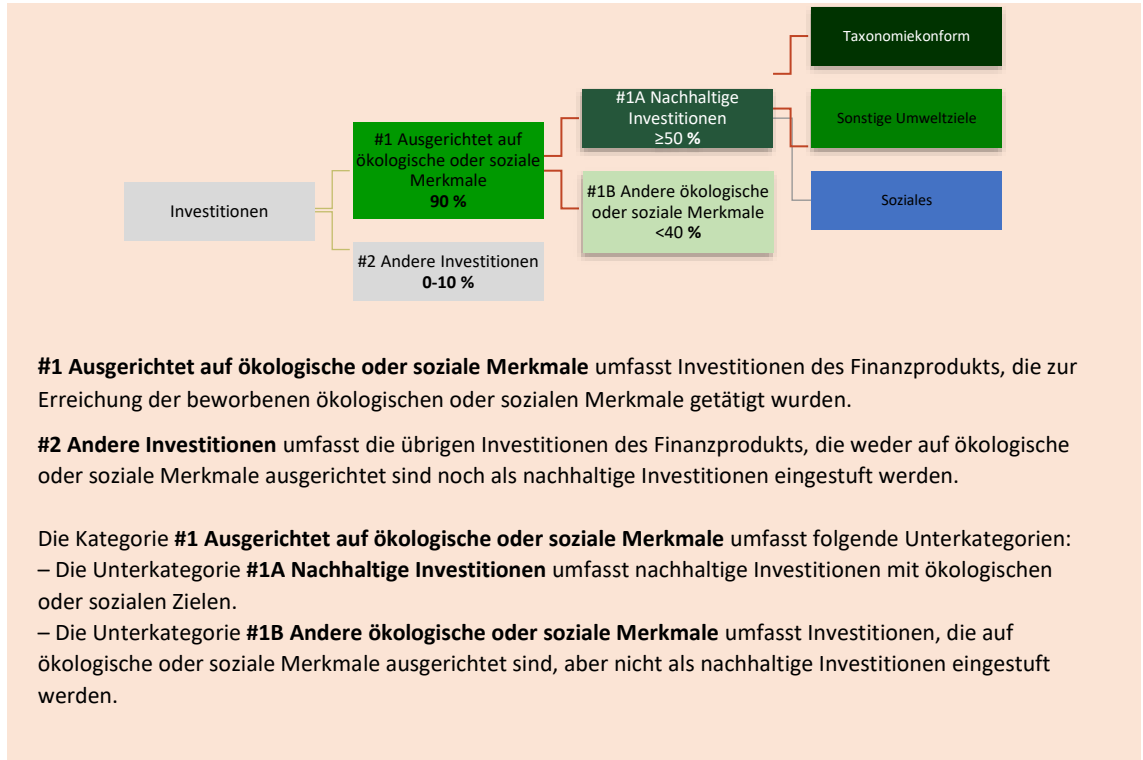 Taxonomiekonform
#1A Nachhaltige
Investitionen
≥50 %
Sonstige Umweltziele
#1 Ausgerichtet auf
ökologische oder soziale
Merkmale
90 %
#1B Andere ökologische
oder soziale Merkmale
<40 %
Soziales
Investitionen
#2 Andere Investitionen
0-10 %
#1 Ausgerichtet auf ökologische oder soziale Merkmale umfasst Investitionen des Finanzprodukts, die zur
Erreichung der beworbenen ökologischen oder sozialen Merkmale getätigt wurden.
#2 Andere Investitionen umfasst die übrigen Investitionen des Finanzprodukts, die weder auf ökologische
oder soziale Merkmale ausgerichtet sind noch als nachhaltige Investitionen eingestuft werden.
Die Kategorie #1 Ausgerichtet auf ökologische oder soziale Merkmale umfasst folgende Unterkategorien:
– Die Unterkategorie #1A Nachhaltige Investitionen umfasst nachhaltige Investitionen mit ökologischen
oder sozialen Zielen.
– Die Unterkategorie #1B Andere ökologische oder soziale Merkmale umfasst Investitionen, die auf
ökologische oder soziale Merkmale ausgerichtet sind, aber nicht als nachhaltige Investitionen eingestuft
werden.